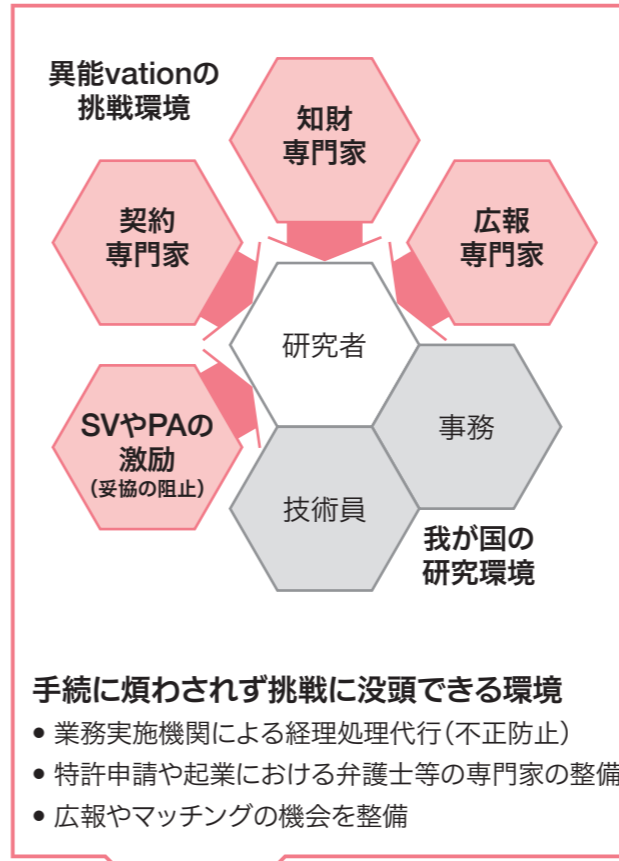 異能vationの
挑戦環境
知財
専門家
契約
専門家
広報
専門家
研究者
SVやPAの
激励
（妥協の阻止）
事務
技術員
我が国の
研究環境
手続に煩わされず挑戦に没頭できる環境
• 業務実施機関による経理処理代行（不正防止）
• 特許申請や起業における弁護士等の専門家の整備
• 広報やマッチングの機会を整備